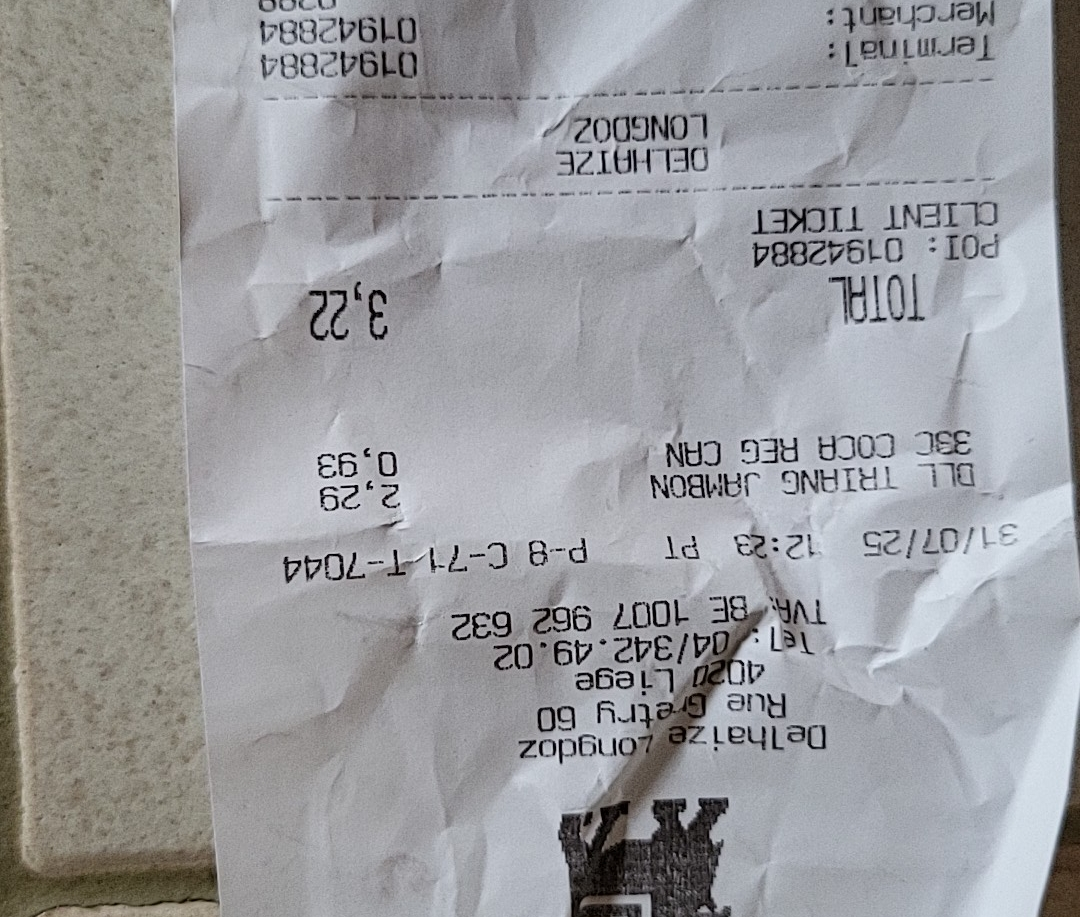 Delhaize Longdoz
Rue Gretry 60
4020 Liege
Tel: 04/342.49.02
TVA: BE 1007 962 632
31/07/25 12:23 PT P-8 C-71 T-7044
DLL TRIANG JAMBON 2,29
33C COCA REG CAN 0,93
TOTAL 3,22
POI: 01942884
CLIENT TICKET
DELHAIZE
LONGDOZ
Terminal: 01942884
Merchant: 01942884